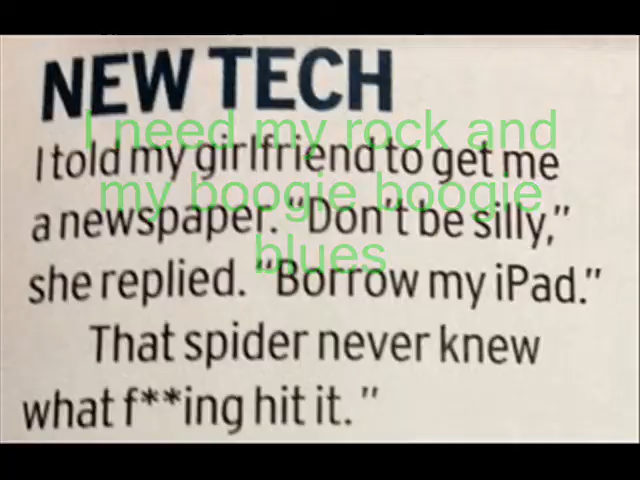 NEW TECH
I told my girlfriend to get me
a newspaper. “Don't be silly,”
she replied. “Borrow my iPad.”
That spider never knew
what f**ing hit it. "
I need my rock and
my boogie boogie
blues